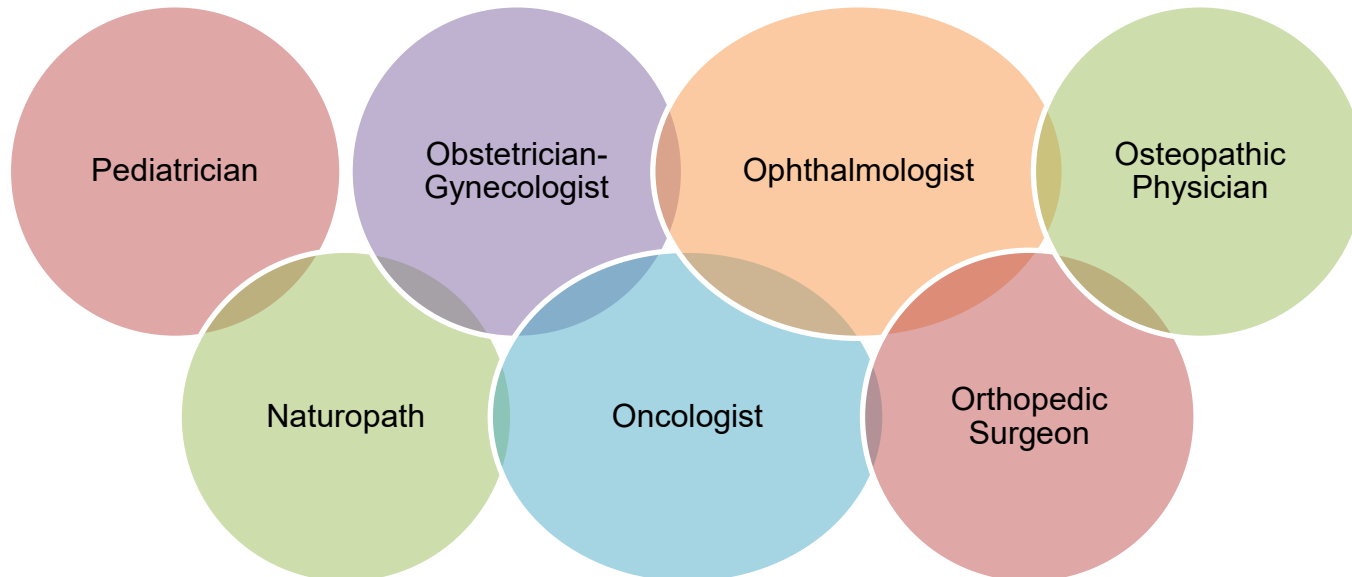 Pediatrician
Obstetrician-
Gynecologist
Ophthalmologist
Osteopathic
Physician
Naturopath
Oncologist
Orthopedic
Surgeon